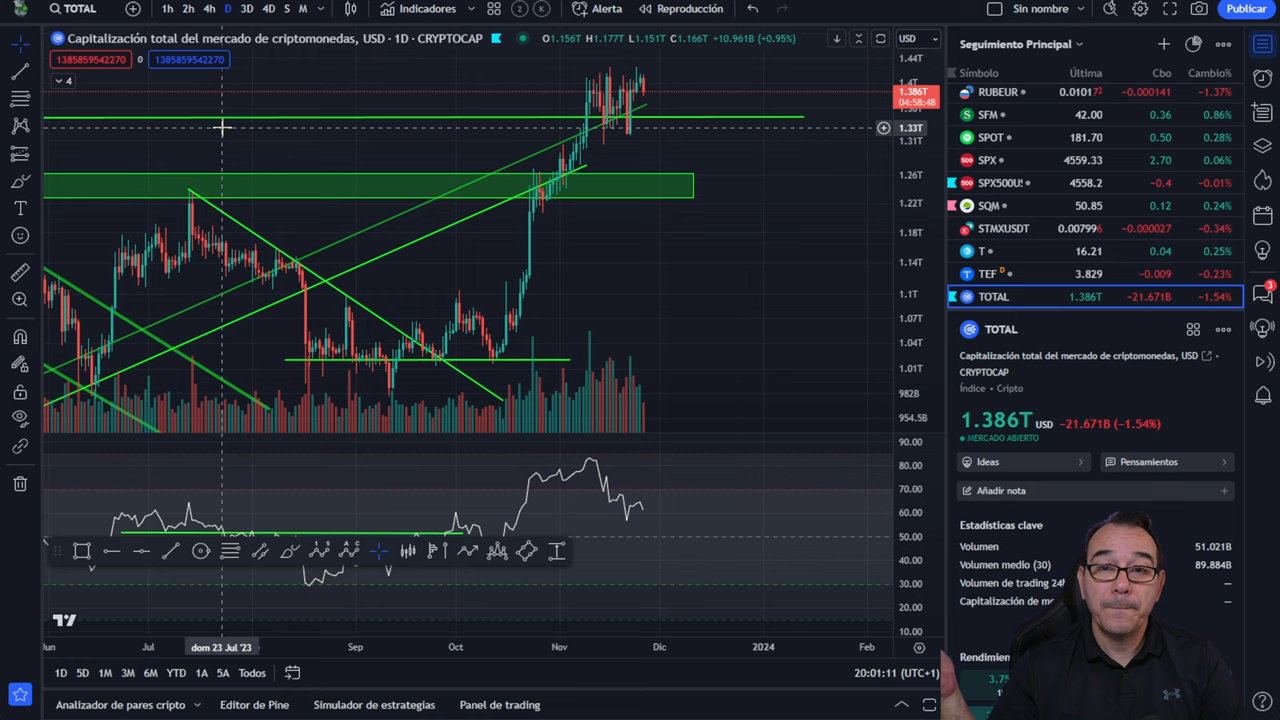 TOTAL
1h 2h 4h D 3D 4D S M
Indicadores
2 K
Alerta
Reproducción
Sin nombre
Publicar
Capitalización total del mercado de criptomonedas, USD · 1D · CRYPTOCAP
O1.156T H1.177T L1.151T C1.166T +10.961B (+0.95%)
USD
1385859542270 0 1385859542270
4
1.44T
1.4T
1.386T
04:58:48
1.33T
1.31T
1.26T
1.22T
1.18T
1.14T
1.1T
1.07T
1.04T
1.01T
982B
954.5B
90.00
80.00
70.00
60.00
50.00
40.00
30.00
20.00
10.00
Jun Jul dom 23 Jul '23 Sep Oct Nov Dic 2024 Feb
1D 5D 1M 3M 6M YTD 1A 5A Todos
20:01:11 (UTC+1)
Analizador de pares cripto Editor de Pine Simulador de estrategias Panel de trading
Seguimiento Principal
Símbolo Última Cbo Cambio%
RUBEUR 0.010172 −0.000141 −1.37%
SFM 42.00 0.36 0.86%
SPOT 181.70 0.50 0.28%
SPX 4559.33 2.70 0.06%
SPX500U 4558.2 −0.4 −0.01%
SQM 50.85 0.12 0.24%
STMXUSDT 0.007996 −0.000027 −0.34%
T 16.21 0.04 0.25%
TEF D 3.829 −0.009 −0.23%
TOTAL 1.386T −21.671B −1.54%
3
TOTAL
Capitalización total del mercado de criptomonedas, USD
CRYPTOCAP
Índice • Cripto
1.386T USD −21.671B (−1.54%)
MERCADO ABIERTO
Ideas
Pensamientos
Añadir nota
Estadísticas clave
Volumen 51.021B
Volumen medio (30) 89.884B
Volumen de trading 24h —
Capitalización de —
Rendimien
3.75